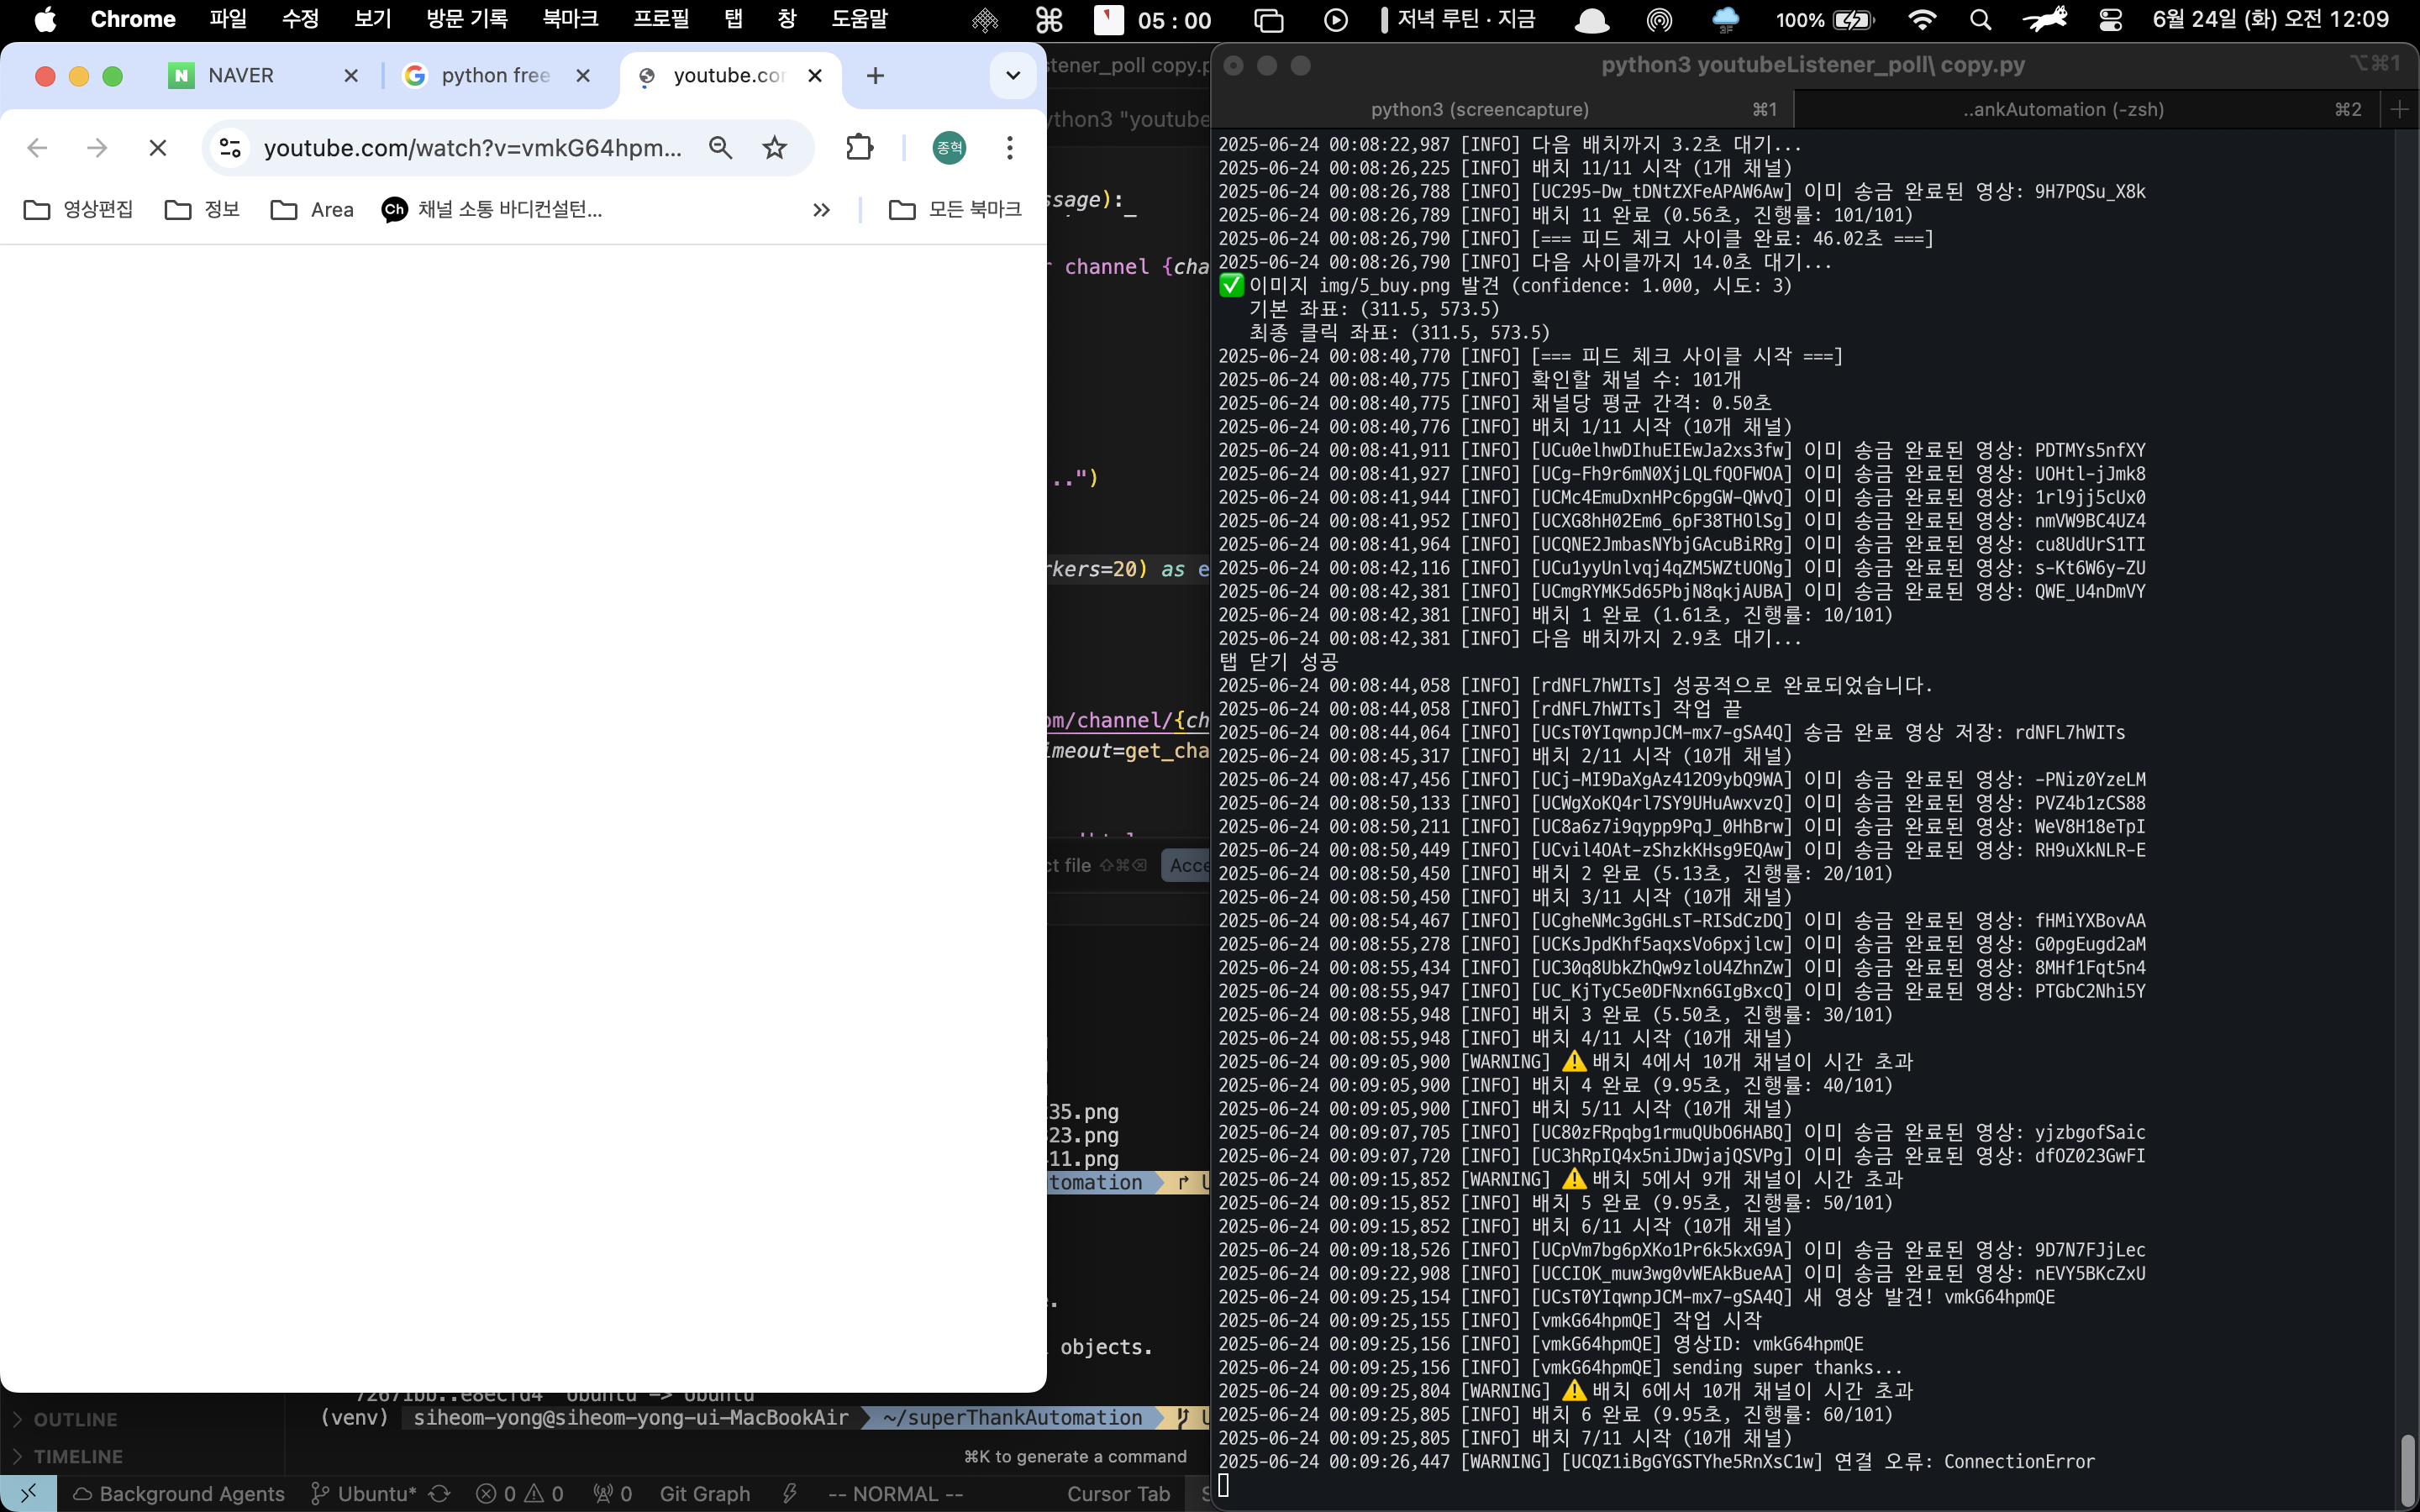 Chrome 파일 수정 보기 방문 기록 북마크 프로필 탭 창 도움말 05 : 00 저녁 루틴 · 지금 100% 6월 24일 (화) 오전 12:09
NAVER
python free
youtube.cor
youtube.com/watch?v=vmkG64hpm...
종혁
영상편집 정보 Area Ch 채널 소통 바디컨설턴... 모든 북마크
stener_poll copy.p
ython3 "youtube
ssage):
r channel {cha
..")
rkers=20) as e
om/channel/{ch
imeout=get_cha
ct file Acce
35.png
23.png
11.png
tomation
objects.
(venv) siheom-yong@siheom-yong-ui-MacBookAir ~/superThankAutomation
⌘K to generate a command
OUTLINE
TIMELINE
Background Agents Ubuntu* 0 0 0 Git Graph -- NORMAL -- Cursor Tab
python3 youtubeListener_poll\ copy.py ⌥⌘1
python3 (screencapture) ⌘1 ..ankAutomation (-zsh) ⌘2
2025-06-24 00:08:22,987 [INFO] 다음 배치까지 3.2초 대기...
2025-06-24 00:08:26,225 [INFO] 배치 11/11 시작 (1개 채널)
2025-06-24 00:08:26,788 [INFO] [UC295-Dw_tDNtZXFeAPAW6Aw] 이미 송금 완료된 영상: 9H7PQSu_X8k
2025-06-24 00:08:26,789 [INFO] 배치 11 완료 (0.56초, 진행률: 101/101)
2025-06-24 00:08:26,790 [INFO] [=== 피드 체크 사이클 완료: 46.02초 ===]
2025-06-24 00:08:26,790 [INFO] 다음 사이클까지 14.0초 대기...
✅ 이미지 img/5_buy.png 발견 (confidence: 1.000, 시도: 3)
기본 좌표: (311.5, 573.5)
최종 클릭 좌표: (311.5, 573.5)
2025-06-24 00:08:40,770 [INFO] [=== 피드 체크 사이클 시작 ===]
2025-06-24 00:08:40,775 [INFO] 확인할 채널 수: 101개
2025-06-24 00:08:40,775 [INFO] 채널당 평균 간격: 0.50초
2025-06-24 00:08:40,776 [INFO] 배치 1/11 시작 (10개 채널)
2025-06-24 00:08:41,911 [INFO] [UCu0elhwDIhuEIEwJa2xs3fw] 이미 송금 완료된 영상: PDTMYs5nfXY
2025-06-24 00:08:41,927 [INFO] [UCg-Fh9r6mN0XjLQLfQOFWOA] 이미 송금 완료된 영상: UOHtl-jJmk8
2025-06-24 00:08:41,944 [INFO] [UCMc4EmuDxnHPc6pgGW-QWvQ] 이미 송금 완료된 영상: 1rl9jj5cUx0
2025-06-24 00:08:41,952 [INFO] [UCXG8hH02Em6_6pF38THOlSg] 이미 송금 완료된 영상: nmVW9BC4UZ4
2025-06-24 00:08:41,964 [INFO] [UCQNE2JmbasNYbjGAcuBiRRg] 이미 송금 완료된 영상: cu8UdUrS1TI
2025-06-24 00:08:42,116 [INFO] [UCu1yyUnlvqj4qZM5WZtUONg] 이미 송금 완료된 영상: s-Kt6W6y-ZU
2025-06-24 00:08:42,381 [INFO] [UCmgRYMK5d65PbjN8qkjAUBA] 이미 송금 완료된 영상: QWE_U4nDmVY
2025-06-24 00:08:42,381 [INFO] 배치 1 완료 (1.61초, 진행률: 10/101)
2025-06-24 00:08:42,381 [INFO] 다음 배치까지 2.9초 대기...
탭 닫기 성공
2025-06-24 00:08:44,058 [INFO] [rdNFL7hWITs] 성공적으로 완료되었습니다.
2025-06-24 00:08:44,058 [INFO] [rdNFL7hWITs] 작업 끝
2025-06-24 00:08:44,064 [INFO] [UCsT0YIqwnpJCM-mx7-gSA4Q] 송금 완료 영상 저장: rdNFL7hWITs
2025-06-24 00:08:45,317 [INFO] 배치 2/11 시작 (10개 채널)
2025-06-24 00:08:47,456 [INFO] [UCj-MI9DaXgAz412O9ybQ9WA] 이미 송금 완료된 영상: -PNiz0YzeLM
2025-06-24 00:08:50,133 [INFO] [UCWgXoKQ4rl7SY9UHuAwxvzQ] 이미 송금 완료된 영상: PVZ4b1zCS88
2025-06-24 00:08:50,211 [INFO] [UC8a6z7i9qypp9PqJ_0HhBrw] 이미 송금 완료된 영상: WeV8H18eTpI
2025-06-24 00:08:50,449 [INFO] [UCvil4OAt-zShzkKHsg9EQAw] 이미 송금 완료된 영상: RH9uXkNLR-E
2025-06-24 00:08:50,450 [INFO] 배치 2 완료 (5.13초, 진행률: 20/101)
2025-06-24 00:08:50,450 [INFO] 배치 3/11 시작 (10개 채널)
2025-06-24 00:08:54,467 [INFO] [UCgheNMc3gGHLsT-RISdCzDQ] 이미 송금 완료된 영상: fHMiYXBovAA
2025-06-24 00:08:55,278 [INFO] [UCKsJpdKhf5aqxsVo6pxjlcw] 이미 송금 완료된 영상: G0pgEugd2aM
2025-06-24 00:08:55,434 [INFO] [UC30q8UbkZhQw9zloU4ZhnZw] 이미 송금 완료된 영상: 8MHf1Fqt5n4
2025-06-24 00:08:55,947 [INFO] [UC_KjTyC5e0DFNxn6GIgBxcQ] 이미 송금 완료된 영상: PTGbC2Nhi5Y
2025-06-24 00:08:55,948 [INFO] 배치 3 완료 (5.50초, 진행률: 30/101)
2025-06-24 00:08:55,948 [INFO] 배치 4/11 시작 (10개 채널)
2025-06-24 00:09:05,900 [WARNING] ⚠️ 배치 4에서 10개 채널이 시간 초과
2025-06-24 00:09:05,900 [INFO] 배치 4 완료 (9.95초, 진행률: 40/101)
2025-06-24 00:09:05,900 [INFO] 배치 5/11 시작 (10개 채널)
2025-06-24 00:09:07,705 [INFO] [UC80zFRpqbg1rmuQUbO6HABQ] 이미 송금 완료된 영상: yjzbgofSaic
2025-06-24 00:09:07,720 [INFO] [UC3hRpIQ4x5niJDwjajQSVPg] 이미 송금 완료된 영상: dfOZ023GwFI
2025-06-24 00:09:15,852 [WARNING] ⚠️ 배치 5에서 9개 채널이 시간 초과
2025-06-24 00:09:15,852 [INFO] 배치 5 완료 (9.95초, 진행률: 50/101)
2025-06-24 00:09:15,852 [INFO] 배치 6/11 시작 (10개 채널)
2025-06-24 00:09:18,526 [INFO] [UCpVm7bg6pXKo1Pr6k5kxG9A] 이미 송금 완료된 영상: 9D7N7FJjLec
2025-06-24 00:09:22,908 [INFO] [UCCIOK_muw3wg0vWEAkBueAA] 이미 송금 완료된 영상: nEVY5BKcZxU
2025-06-24 00:09:25,154 [INFO] [UCsT0YIqwnpJCM-mx7-gSA4Q] 새 영상 발견! vmkG64hpmQE
2025-06-24 00:09:25,155 [INFO] [vmkG64hpmQE] 작업 시작
2025-06-24 00:09:25,156 [INFO] [vmkG64hpmQE] 영상ID: vmkG64hpmQE
2025-06-24 00:09:25,156 [INFO] [vmkG64hpmQE] sending super thanks...
2025-06-24 00:09:25,804 [WARNING] ⚠️ 배치 6에서 10개 채널이 시간 초과
2025-06-24 00:09:25,805 [INFO] 배치 6 완료 (9.95초, 진행률: 60/101)
2025-06-24 00:09:25,805 [INFO] 배치 7/11 시작 (10개 채널)
2025-06-24 00:09:26,447 [WARNING] [UCQZ1iBgGYGSTYhe5RnXsC1w] 연결 오류: ConnectionError